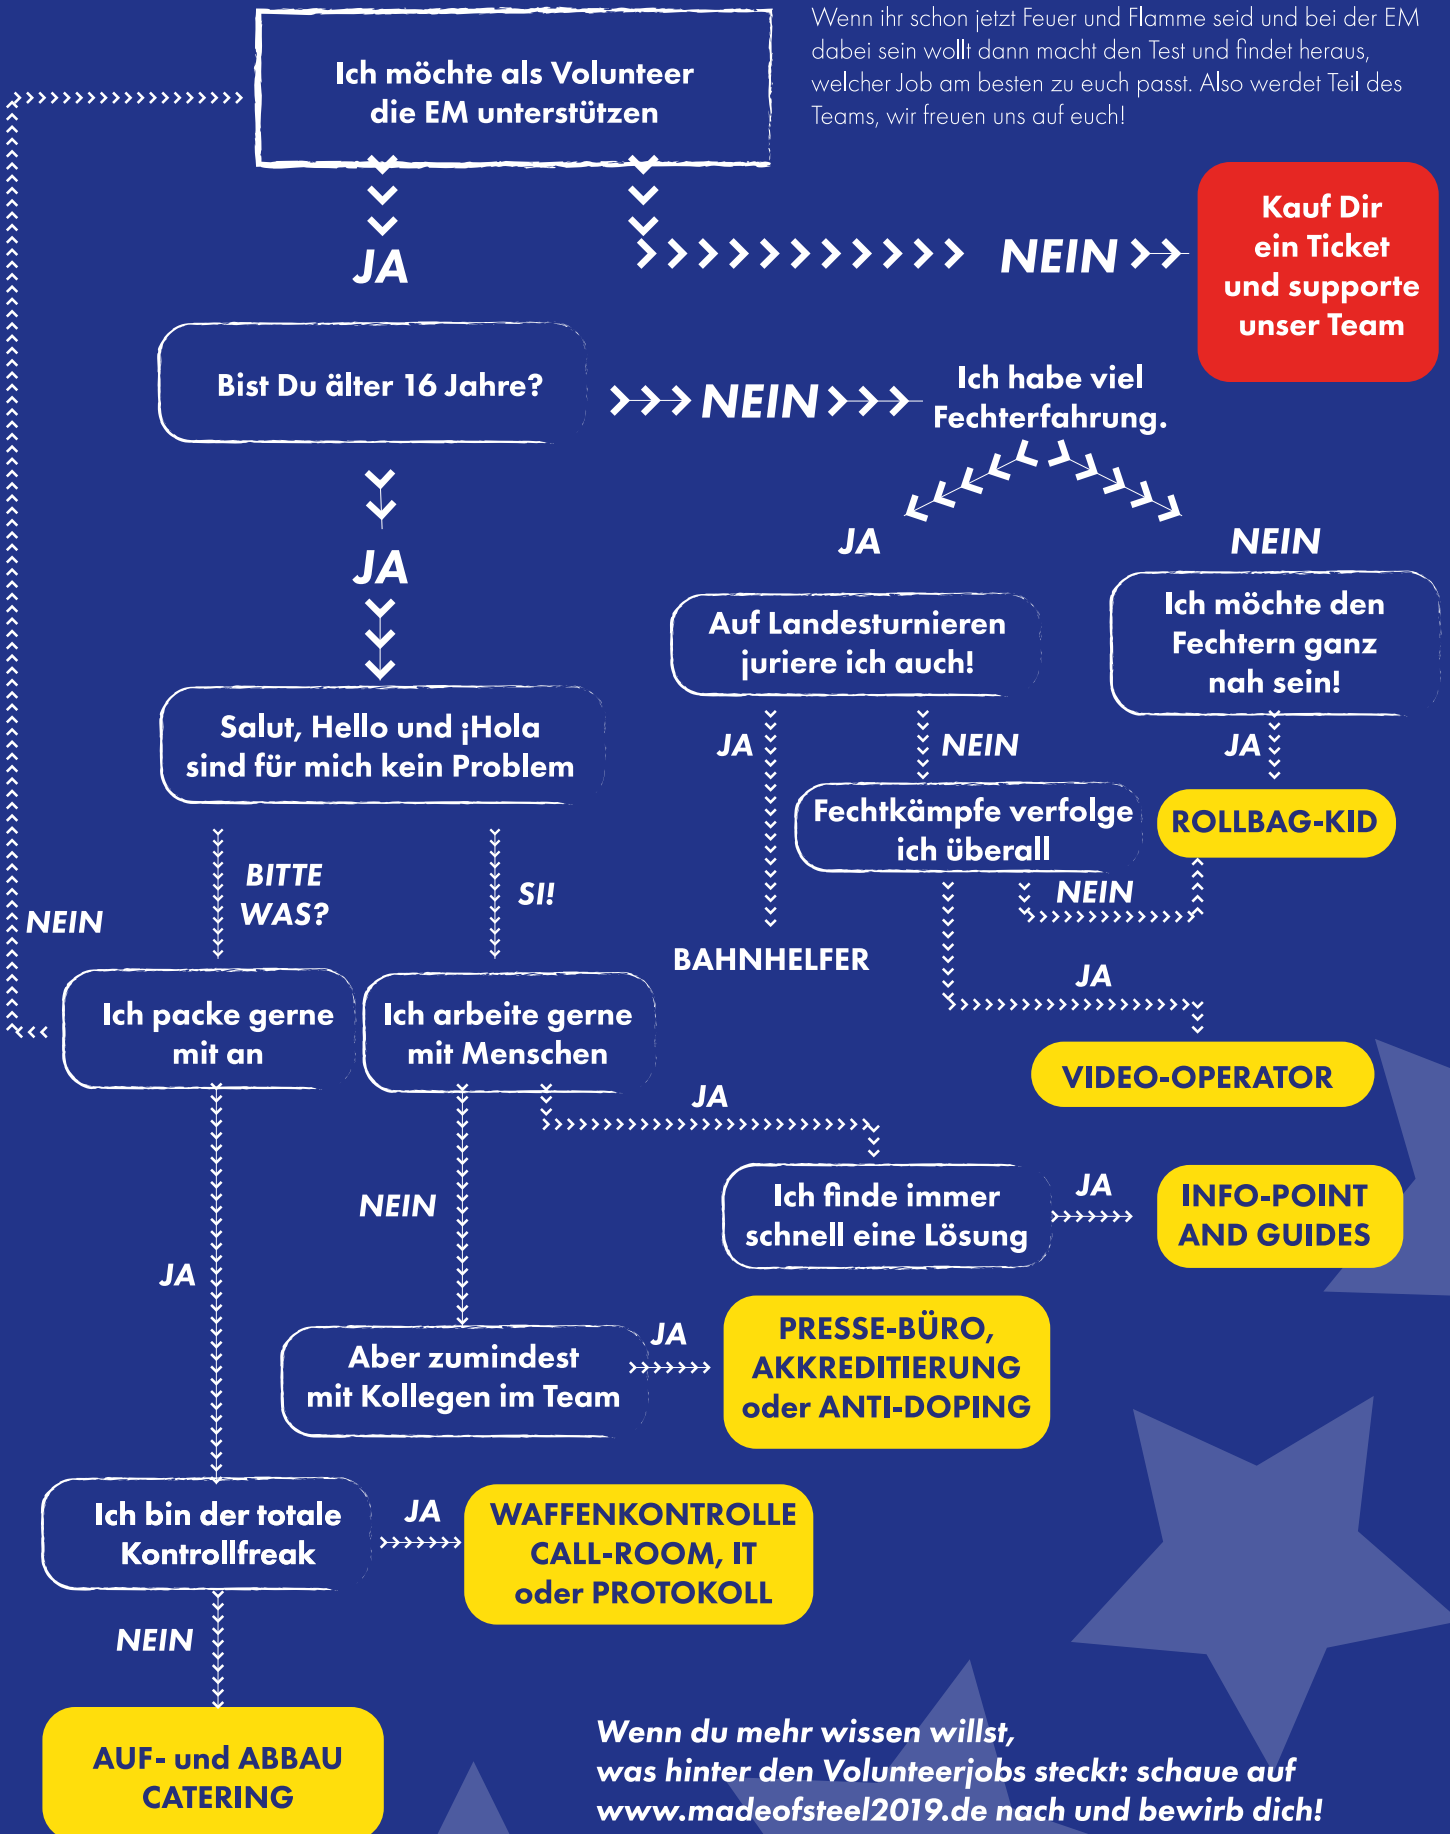 Wenn ihr schon jetzt Feuer und Flamme seid und bei der EM
dabei sein wollt dann macht den Test und findet heraus,
welcher Job am besten zu euch passt. Also werdet Teil des
Teams, wir freuen uns auf euch!
Ich möchte als Volunteer
die EM unterstützen
JA
NEIN
Kauf Dir
ein Ticket
und supporte
unser Team
Bist Du älter 16 Jahre?
NEIN
Ich habe viel
Fechterfahrung.
JA
JA
NEIN
Auf Landesturnieren
juriere ich auch!
Ich möchte den
Fechtern ganz
nah sein!
Salut, Hello und ¡Hola
sind für mich kein Problem
JA
NEIN
JA
Fechtkämpfe verfolge
ich überall
ROLLBAG-KID
BITTE
WAS?
SI!
NEIN
NEIN
BAHNHELFER
JA
Ich packe gerne
mit an
Ich arbeite gerne
mit Menschen
VIDEO-OPERATOR
JA
NEIN
Ich finde immer
schnell eine Lösung
JA
INFO-POINT
AND GUIDES
JA
Aber zumindest
mit Kollegen im Team
JA
PRESSE-BÜRO,
AKKREDITIERUNG
oder ANTI-DOPING
Ich bin der totale
Kontrollfreak
JA
WAFFENKONTROLLE
CALL-ROOM, IT
oder PROTOKOLL
NEIN
AUF- und ABBAU
CATERING
Wenn du mehr wissen willst,
was hinter den Volunteerjobs steckt: schaue auf
www.madeofsteel2019.de nach und bewirb dich!